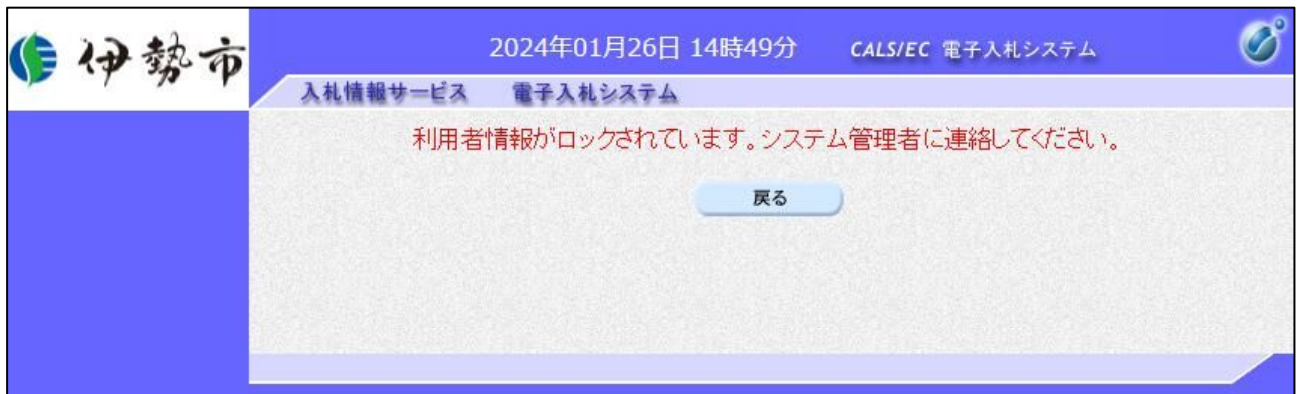 伊勢市
2024年01月26日 14時49分 CALS/EC 電子入札システム
入札情報サービス 電子入札システム
利用者情報がロックされています。システム管理者に連絡してください。
戻る